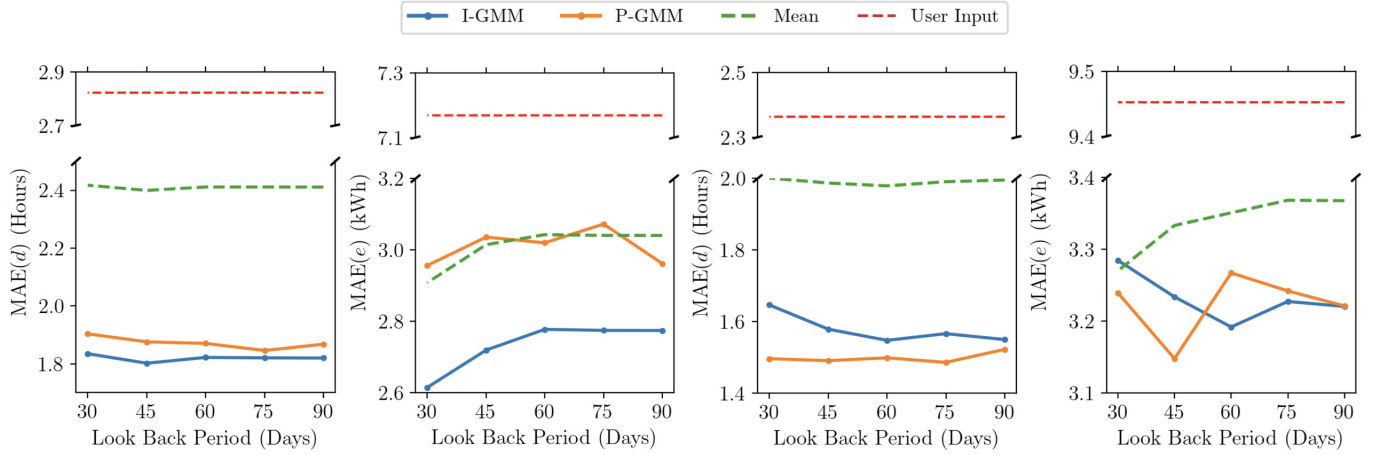 I-GMM P-GMM Mean User Input
2.9
2.7
2.4
2.2
2.0
1.8
MAE(d) (Hours)
30 45 60 75 90
Look Back Period (Days)
7.3
7.1
3.2
3.0
2.8
2.6
MAE(e) (kWh)
30 45 60 75 90
Look Back Period (Days)
2.5
2.3
2.0
1.8
1.6
1.4
MAE(d) (Hours)
30 45 60 75 90
Look Back Period (Days)
9.5
9.4
3.4
3.3
3.2
3.1
MAE(e) (kWh)
30 45 60 75 90
Look Back Period (Days)